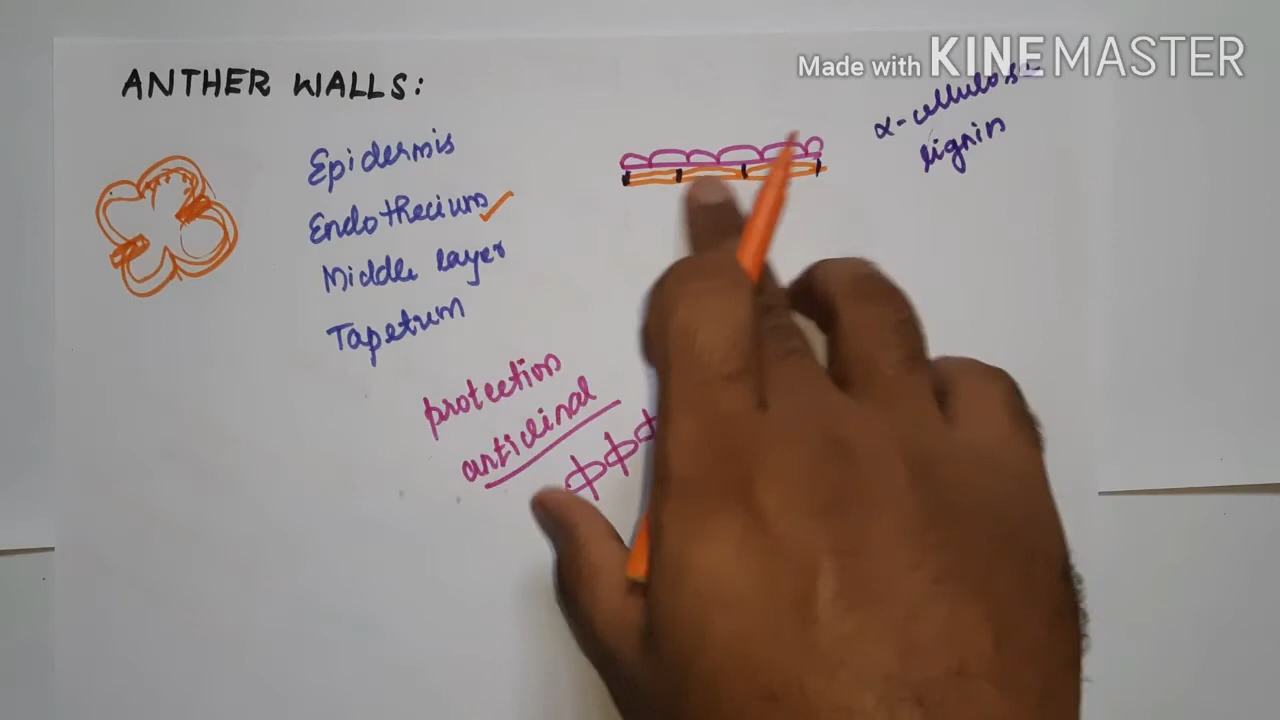 Made with KINEMASTER
ANTHER WALLS:
α-cellulose
lignin
Epidermis
Endothecium
Middle layer
Tapetum
protection
anticlinal